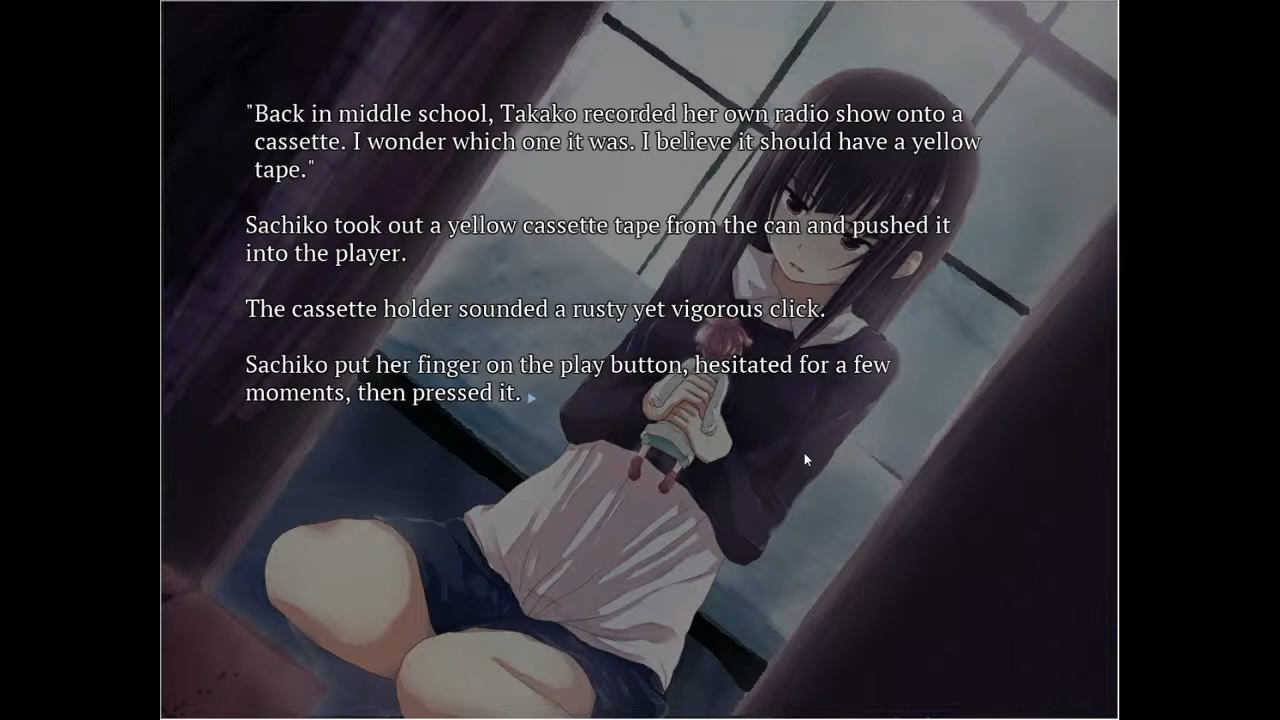 "Back in middle school, Takako recorded her own radio show onto a
cassette. I wonder which one it was. I believe it should have a yellow
tape."
Sachiko took out a yellow cassette tape from the can and pushed it
into the player.
The cassette holder sounded a rusty yet vigorous click.
Sachiko put her finger on the play button, hesitated for a few
moments, then pressed it.